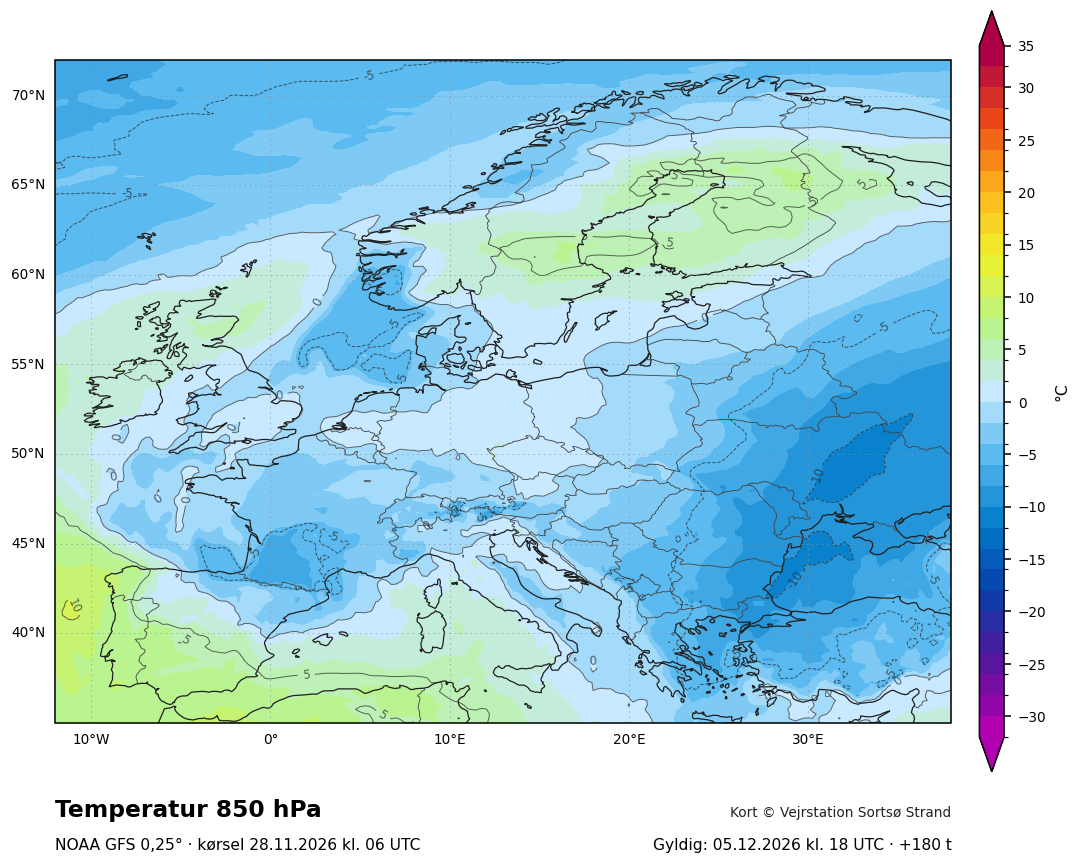 35
30
25
20
15
10
5
0
−5
−10
−15
−20
−25
−30
°C
70°N
65°N
60°N
55°N
50°N
45°N
40°N
10°W 0° 10°E 20°E 30°E
Temperatur 850 hPa
Kort © Vejrstation Sortsø Strand
NOAA GFS 0,25° · kørsel 28.11.2026 kl. 06 UTC
Gyldig: 05.12.2026 kl. 18 UTC · +180 t